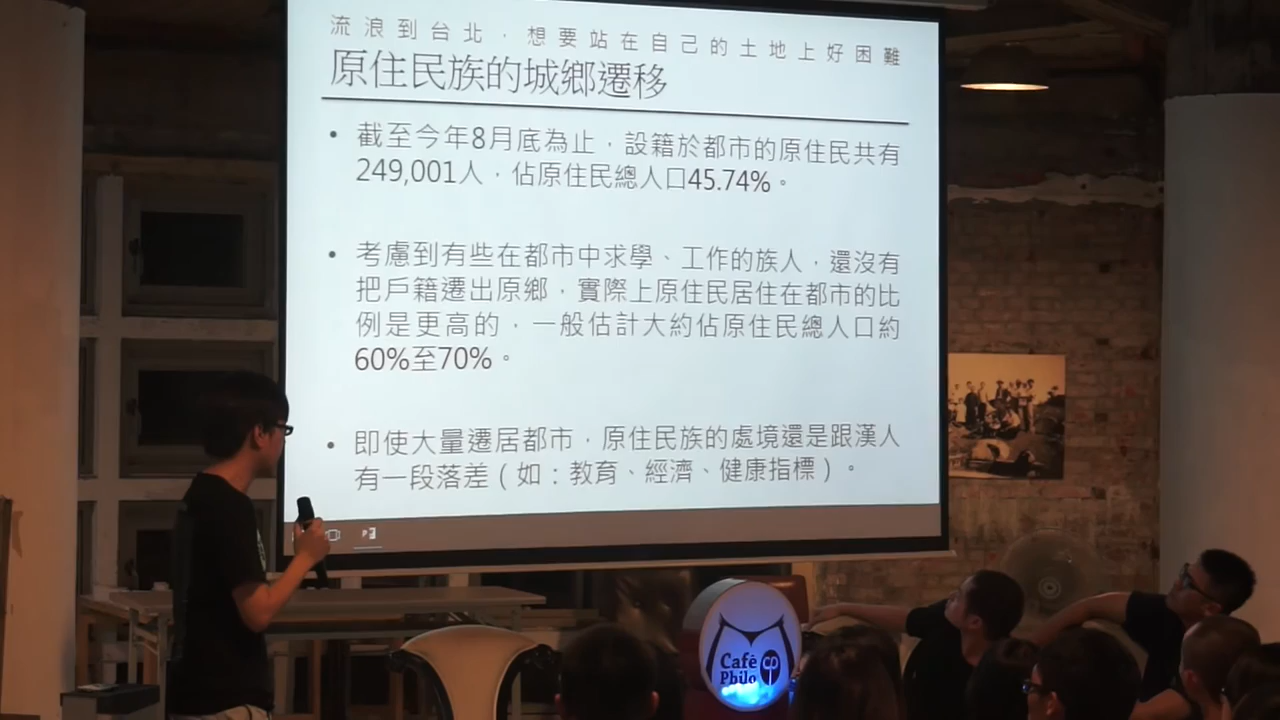 流浪到台北，想要站在自己的土地上好困難
原住民族的城鄉遷移
• 截至今年8月底為止，設籍於都市的原住民共有
249,001人，佔原住民總人口45.74%。
• 考慮到有些在都市中求學、工作的族人，還沒有
把戶籍遷出原鄉，實際上原住民居住在都市的比
例是更高的，一般估計大約佔原住民總人口約
60%至70%。
• 即使大量遷居都市，原住民族的處境還是跟漢人
有一段落差（如：教育、經濟、健康指標）。
Café
Philo